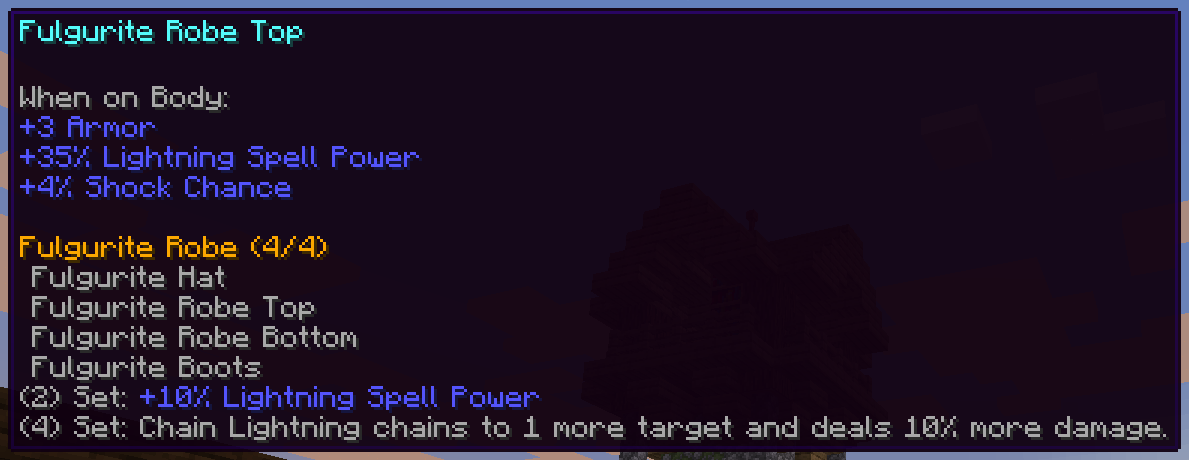 Fulgurite Robe Top
When on Body:
+3 Armor
+35% Lightning Spell Power
+4% Shock Chance
Fulgurite Robe (4/4)
Fulgurite Hat
Fulgurite Robe Top
Fulgurite Robe Bottom
Fulgurite Boots
(2) Set: +10% Lightning Spell Power
(4) Set: Chain Lightning chains to 1 more target and deals 10% more damage.